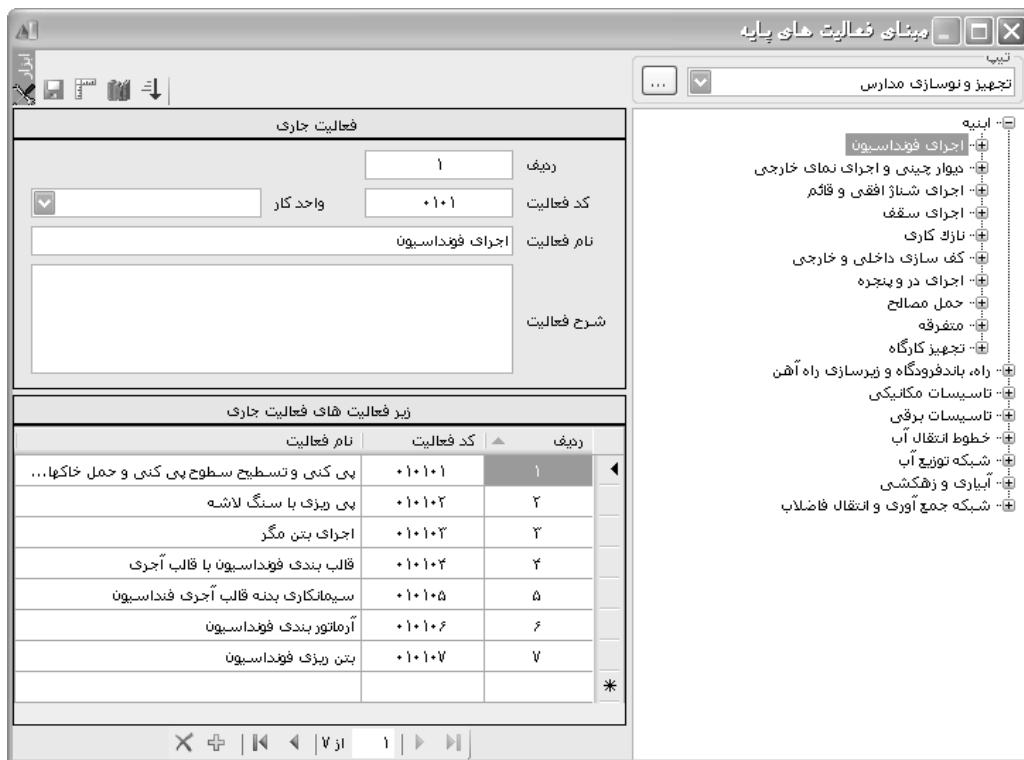 مبنای فعالیت های پایه
تیپ
تجهیز و نوسازی مدارس
...
ابنیه
اجرای فونداسیون
دیوار چینی و اجرای نمای خارجی
اجرای شناژ افقی و قائم
اجرای سقف
نازك کاری
کف سازی داخلی و خارجی
اجرای در و پنجره
حمل مصالح
متفرقه
تجهیز کارگاه
راه، باندفرودگاه و زیرسازی راه آهن
تاسیسات مکانیکی
تاسیسات برقی
خطوط انتقال آب
شبکه توزیع آب
آبیاری و زهکشی
شبکه جمع آوری و انتقال فاضلاب
ابزار
فعالیت جاری
ردیف ۱
کد فعالیت ۰۱۰۱ واحد کار
نام فعالیت اجرای فونداسیون
شرح فعالیت
زیر فعالیت های فعالیت جاری
ردیف کد فعالیت نام فعالیت
۱ ۰۱۰۱۰۱ پی کنی و تسطیح سطوح پی کنی و حمل خاکها...
۲ ۰۱۰۱۰۲ پی ریزی با سنگ لاشه
۳ ۰۱۰۱۰۳ اجرای بتن مگر
۴ ۰۱۰۱۰۴ قالب بندی فونداسیون با قالب آجری
۵ ۰۱۰۱۰۵ سیمانکاری بدنه قالب آجری فنداسیون
۶ ۰۱۰۱۰۶ آرماتور بندی فونداسیون
۷ ۰۱۰۱۰۷ بتن ریزی فونداسیون
۱ از ۷